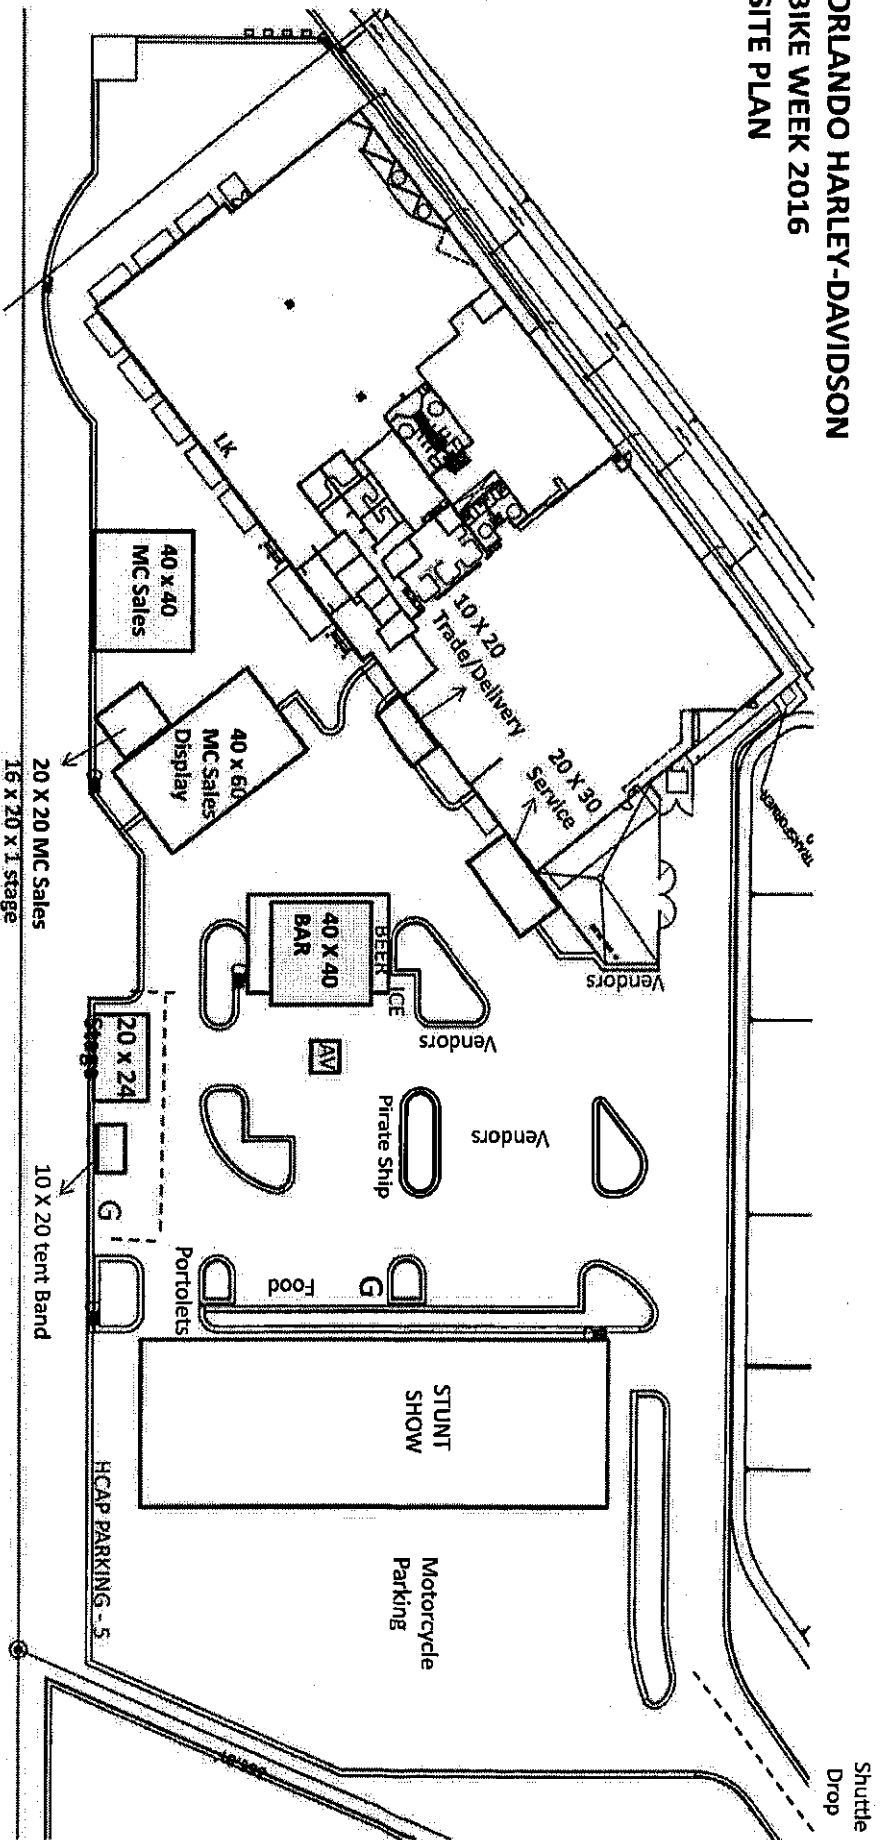 ORLANDO HARLEY-DAVIDSON
BIKE WEEK 2016
SITE PLAN
LK
40 x 40
MC Sales
10 X 20
Trade/Delivery
20 X 30
Service
40 x 60
MC Sales
Display
20 X 20 MC Sales
16 x 20 x 1 stage
TRANSFORMER
Vendors
BEER
40 X 40
BAR
ICE
Vendors
AV
Vendors
Pirate Ship
20 x 24
Stage
10 X 20 tent Band
G
Portolets
Food
G
STUNT
SHOW
HCAP PARKING - 5
Motorcycle
Parking
Shuttle
Drop